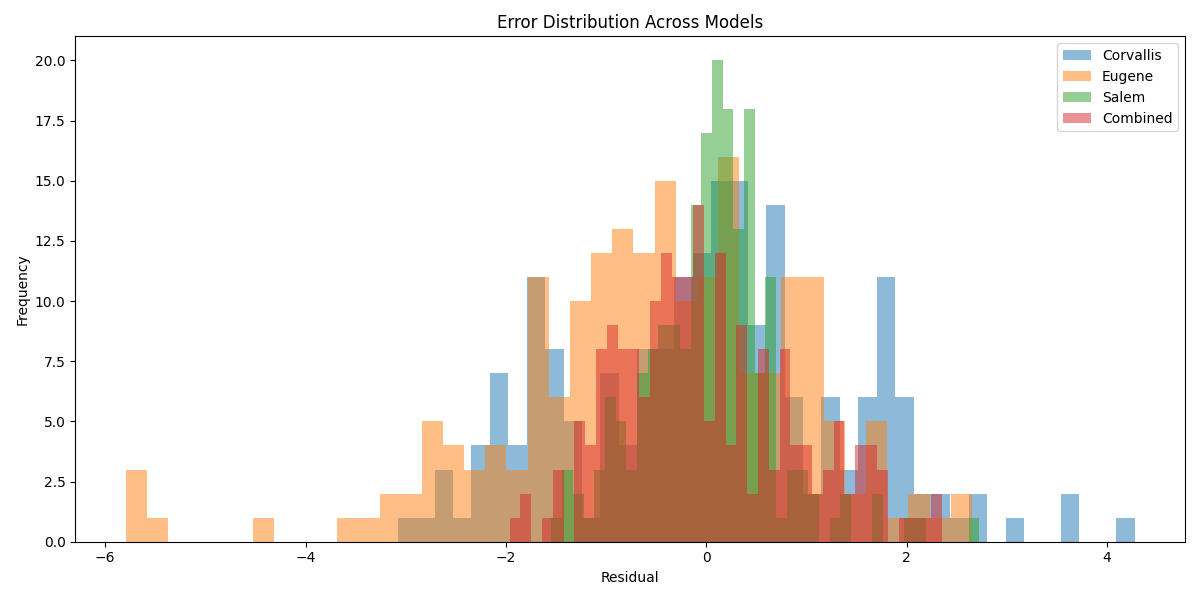 Error Distribution Across Models
Corvallis
Eugene
Salem
Combined
Frequency
20.0
17.5
15.0
12.5
10.0
7.5
5.0
2.5
0.0
−6 −4 −2 0 2 4
Residual